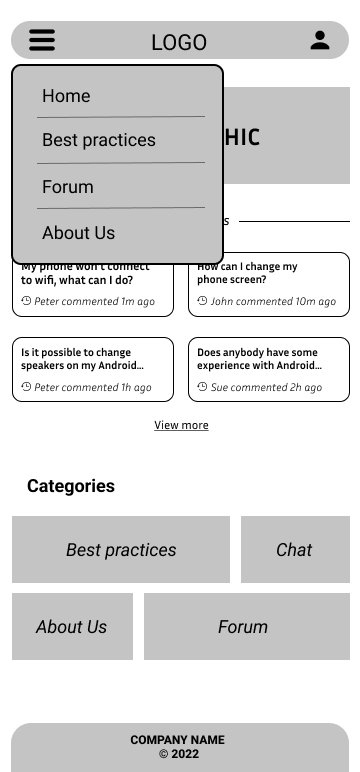 LOGO
Home
Best practices
Forum
About Us
HIC
My phone won't connect
to wifi, what can I do?
Peter commented 1m ago
How can I change my
phone screen?
John commented 10m ago
Is it possible to change
speakers on my Android...
Peter commented 1h ago
Does anybody have some
experience with Android...
Sue commented 2h ago
View more
Categories
Best practices
Chat
About Us
Forum
COMPANY NAME
© 2022